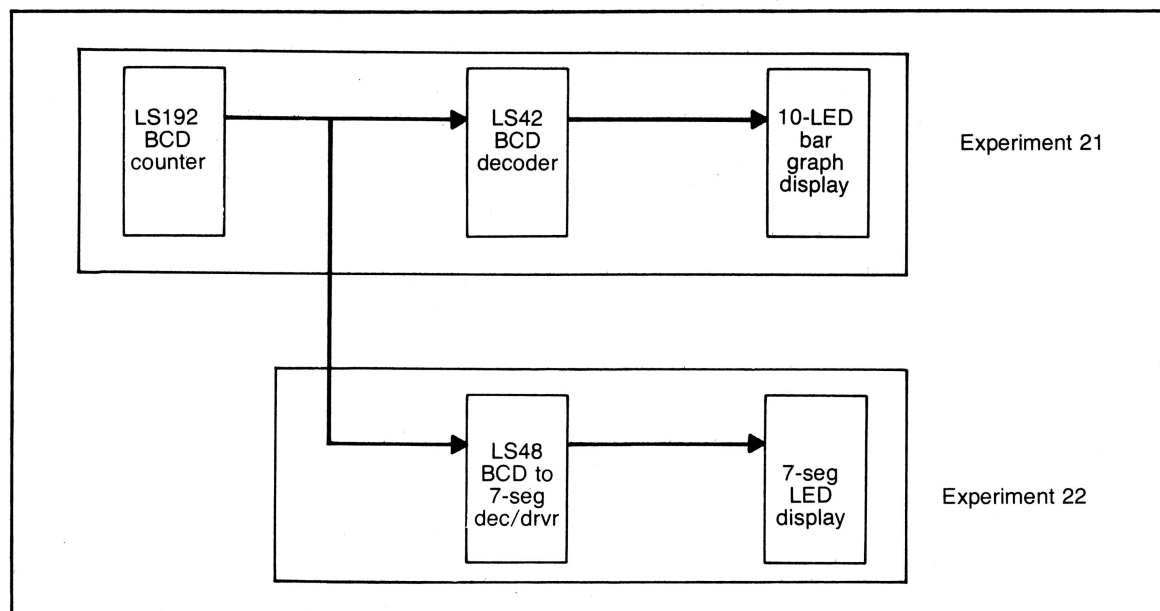 LS192
BCD
counter
LS42
BCD
decoder
10-LED
bar
graph
display
Experiment 21
LS48
BCD to
7-seg
dec/drvr
7-seg
LED
display
Experiment 22